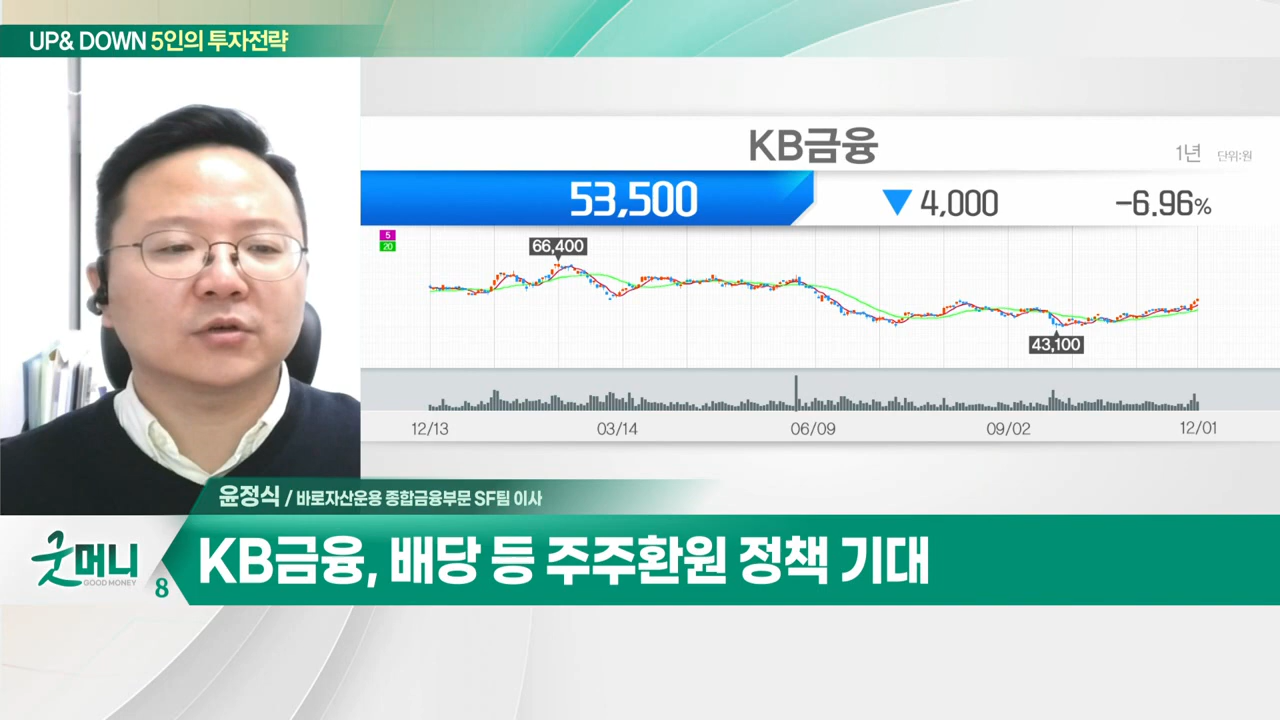 UP& DOWN 5인의 투자전략
KB금융
1년 단위:원
53,500 ▼ 4,000 -6.96%
5
20
66,400
43,100
12/13 03/14 06/09 09/02 12/01
윤정식 / 바로자산운용 종합금융부문 SF팀 이사
굿머니
GOOD MONEY
8
KB금융, 배당 등 주주환원 정책 기대